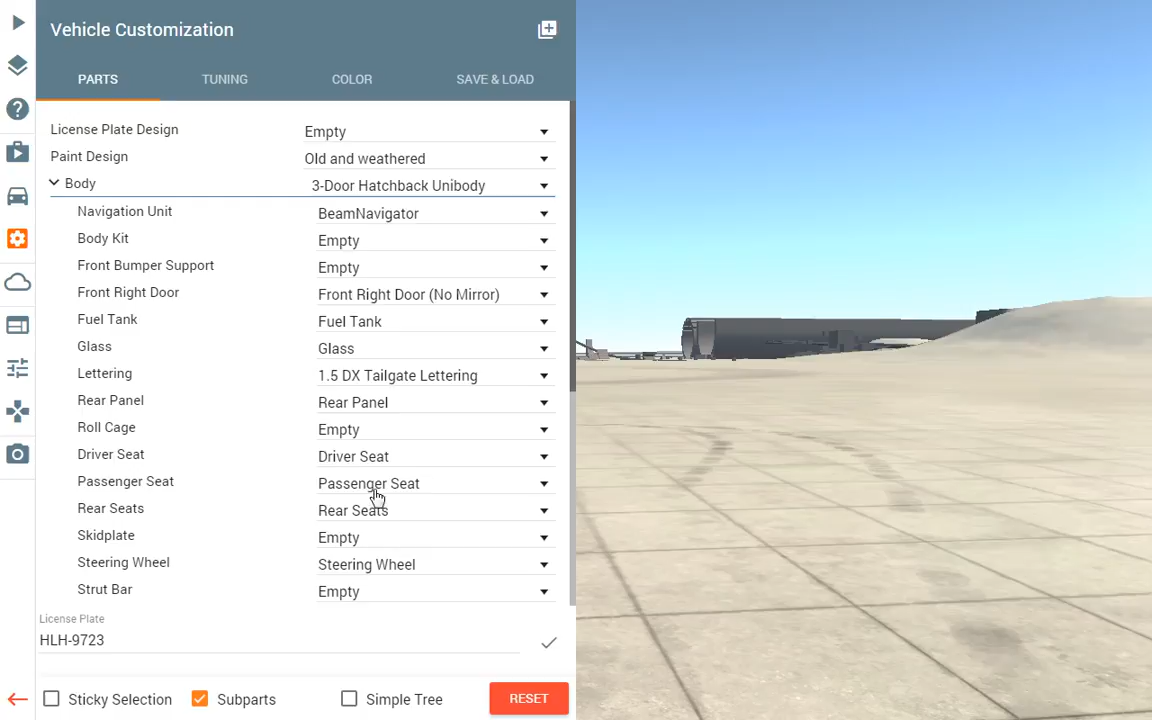 Vehicle Customization
PARTS TUNING COLOR SAVE & LOAD
License Plate Design Empty
Paint Design Old and weathered
Body 3-Door Hatchback Unibody
Navigation Unit BeamNavigator
Body Kit Empty
Front Bumper Support Empty
Front Right Door Front Right Door (No Mirror)
Fuel Tank Fuel Tank
Glass Glass
Lettering 1.5 DX Tailgate Lettering
Rear Panel Rear Panel
Roll Cage Empty
Driver Seat Driver Seat
Passenger Seat Passenger Seat
Rear Seats Rear Seats
Skidplate Empty
Steering Wheel Steering Wheel
Strut Bar Empty
License Plate
HLH-9723
Sticky Selection Subparts Simple Tree RESET